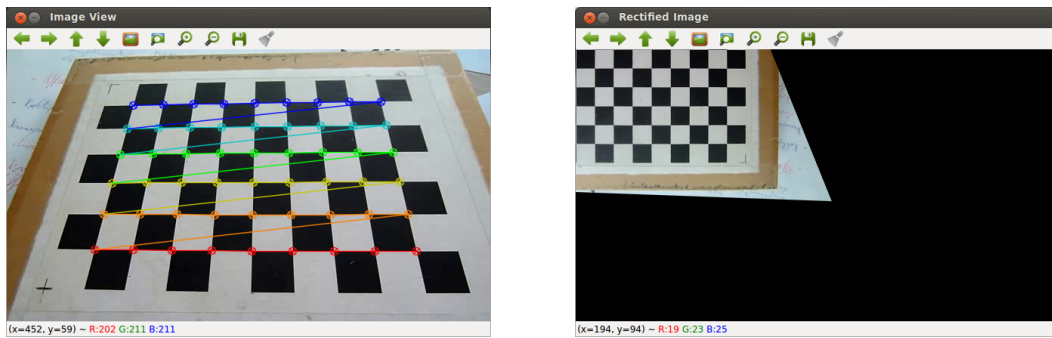 Image View
Rectified Image
(x=452, y=59) ~ R:202 G:211 B:211
(x=194, y=94) ~ R:19 G:23 B:25